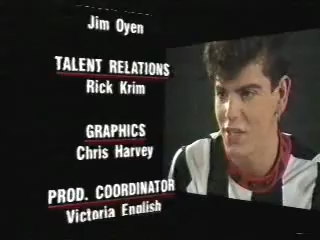 Jim Oyen
TALENT RELATIONS
Rick Krim
GRAPHICS
Chris Harvey
PROD. COORDINATOR
Victoria English